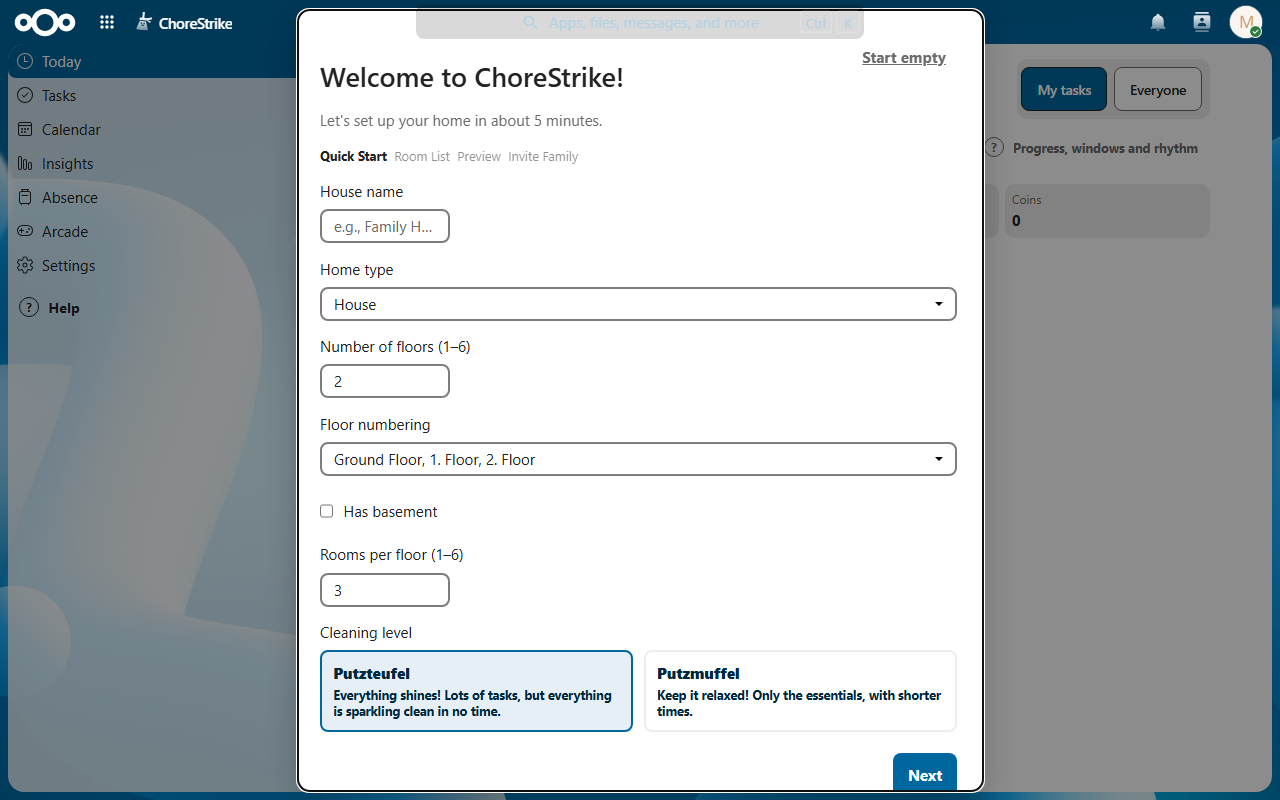 ChoreStrike
Apps, files, messages, and more
Ctrl
K
M
Today
Tasks
Calendar
Insights
Absence
Arcade
Settings
Help
Start empty
Welcome to ChoreStrike!
Let's set up your home in about 5 minutes.
Quick Start Room List Preview Invite Family
House name
e.g., Family H...
Home type
House
Number of floors (1–6)
2
Floor numbering
Ground Floor, 1. Floor, 2. Floor
Has basement
Rooms per floor (1–6)
3
Cleaning level
Putzteufel
Everything shines! Lots of tasks, but everything
is sparkling clean in no time.
Putzmuffel
Keep it relaxed! Only the essentials, with shorter
times.
Next
My tasks
Everyone
? Progress, windows and rhythm
Coins
0